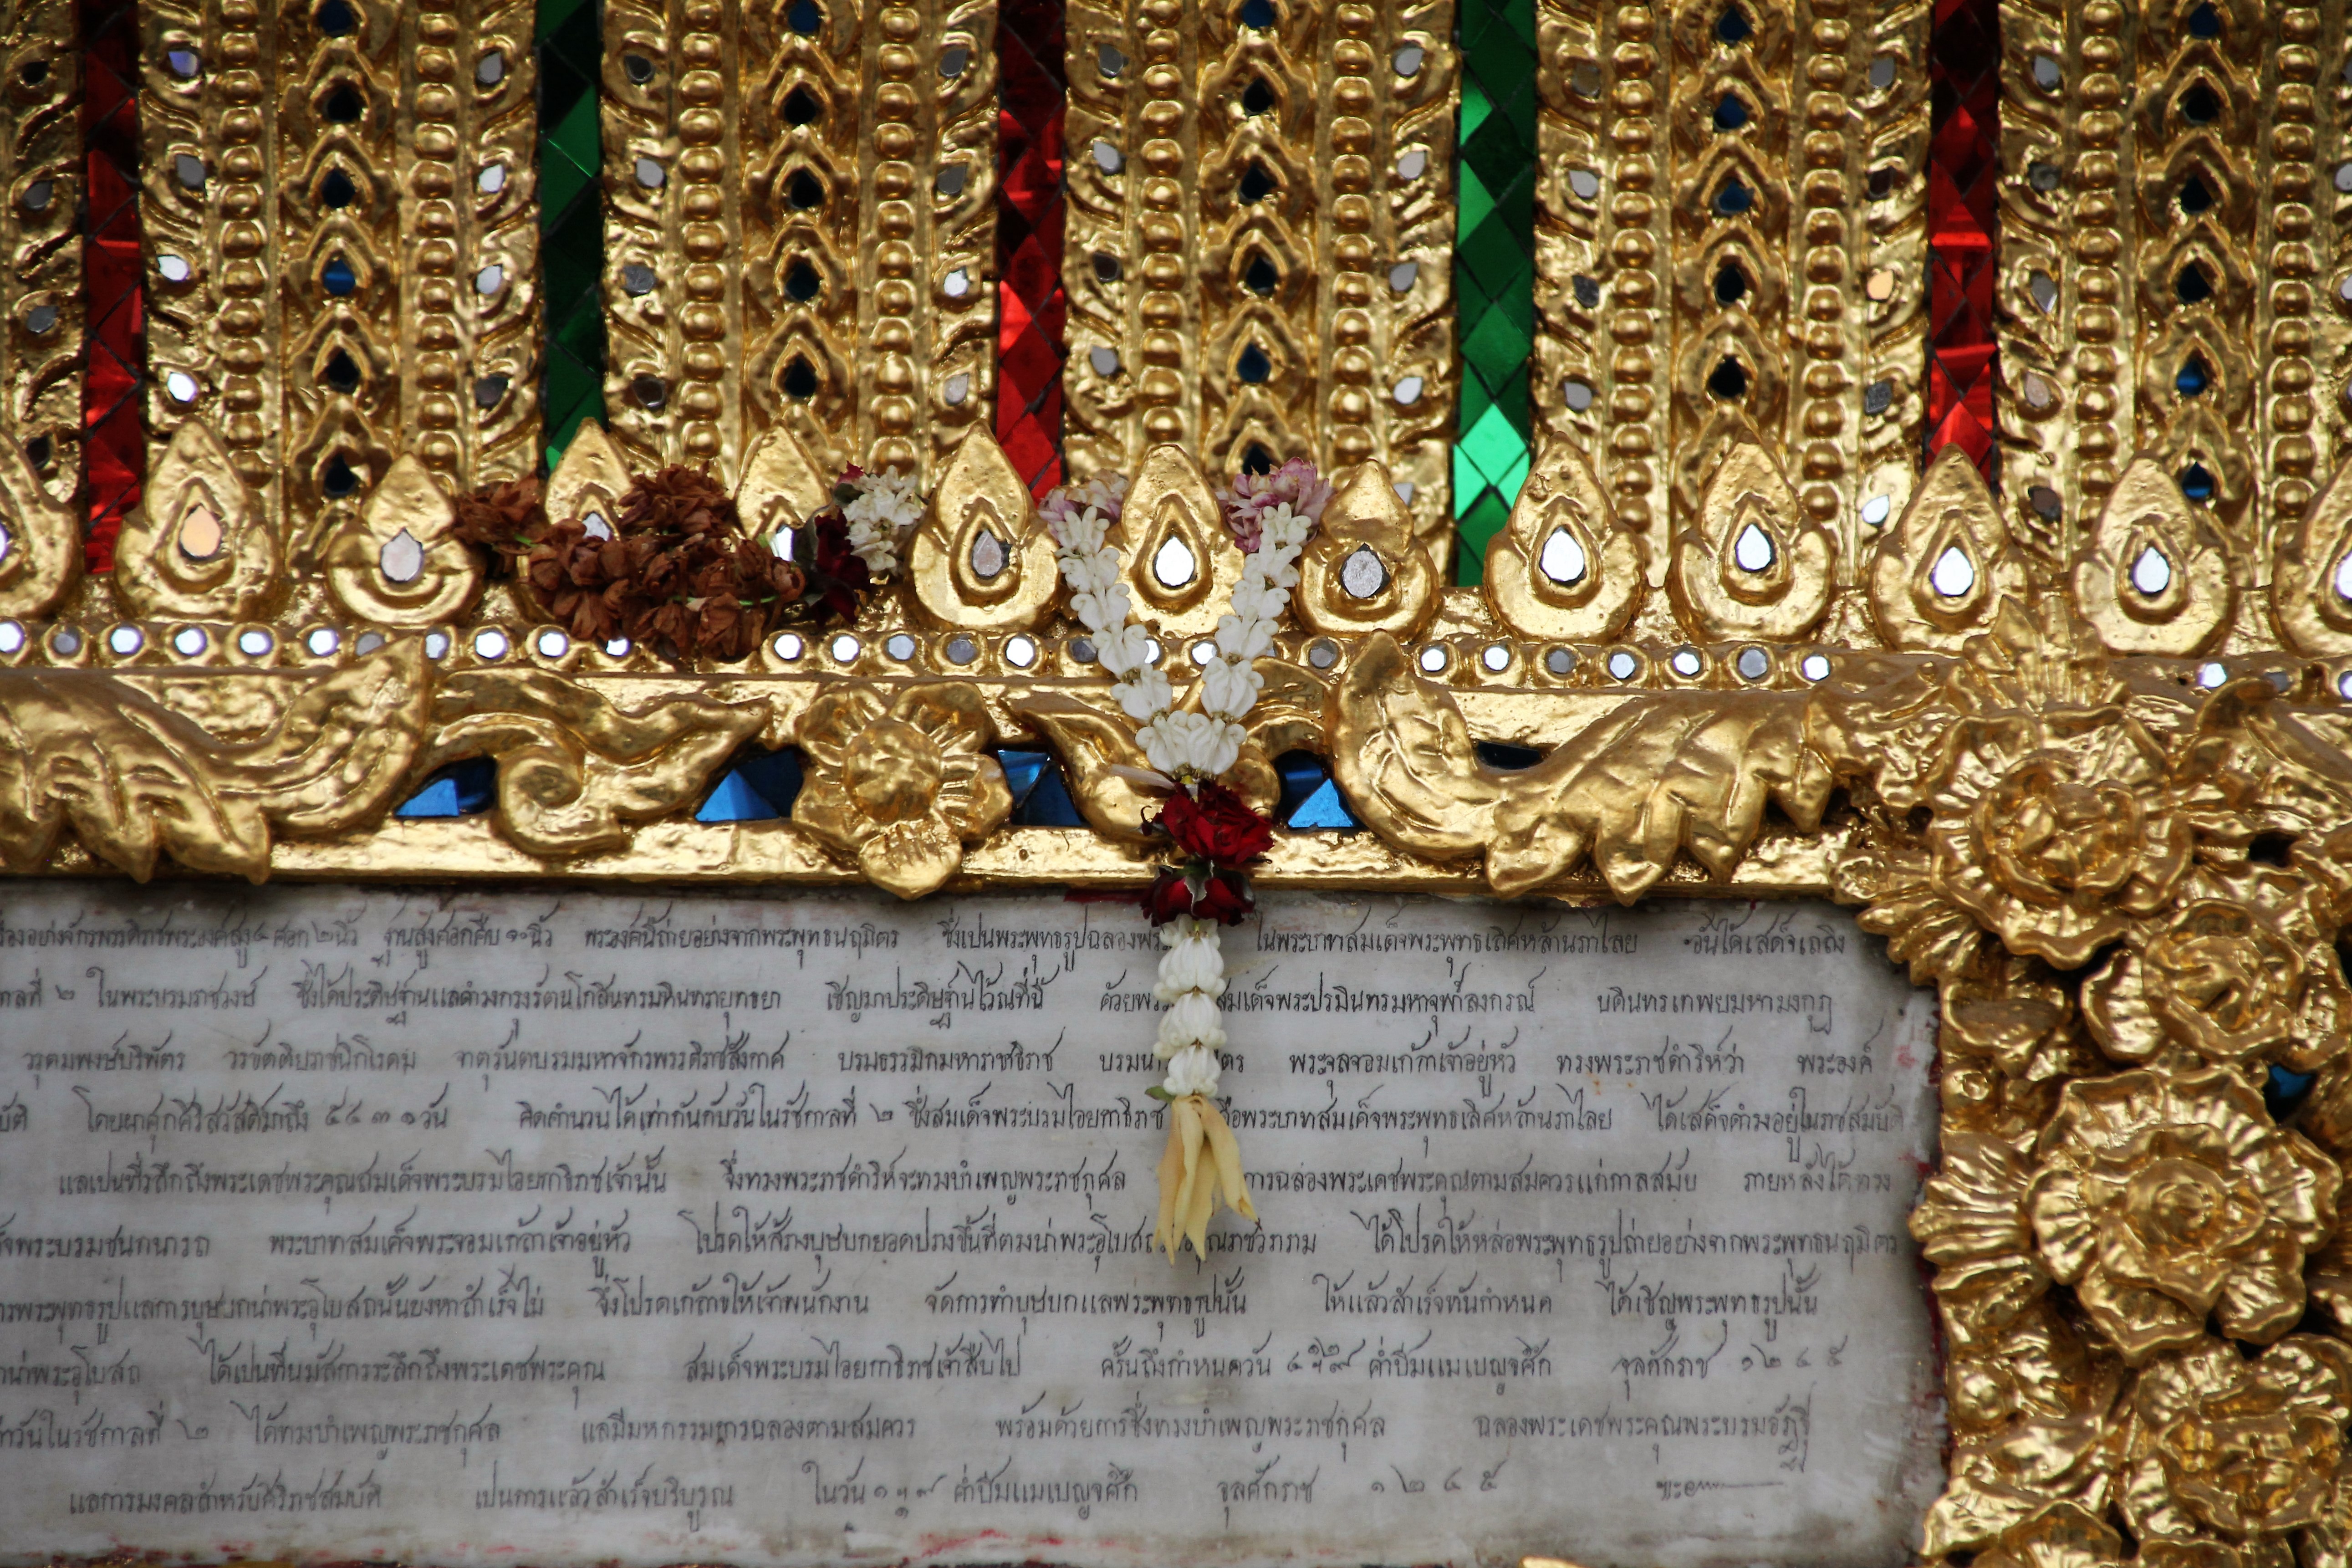 อย่างจักรพรรดิราชพระองค์สูง ๔ ศอก ๒ นิ้ว ฐานสูงศอกคืบ ๑๐ นิ้ว พระองค์นี้ถ่ายอย่างจากพระพุทธนฤมิตร ซึ่งเปนพระพุทธรูปฉลองพระ ในพระบาทสมเด็จพระพุทธเลิศหล้านภาไลย อันได้เสด็จเถลิง
ที่ ๒ ในพระบรมราชวงษ์ ซึ่งได้ประดิษฐานแลดำรงกรุงรัตนโกสินทรมหินทรายุทธยา เชิญมาประดิษฐานไว้ณที่นี้ ด้วยพระ สมเด็จพระปรมินทรมหาจุฬาลงกรณ์ บดินทรเทพยมหามงกุฎ
วรุตมพงษ์บริพัตร วรขัตติยราชนิกโรดม จาตุรันตบรมมหาจักรพรรดิราชสังกาศ บรมธรรมิกมหาราชาธิราช บรมนาถ บพิตร พระจุลจอมเกล้าเจ้าอยู่หัว ทรงพระราชดำริห์ว่า พระองค์
โดยผาศุกศิริสวัสดิมาถึง ๕๔๓๑ วัน คิดคำนวนได้เท่ากันกับวันในรัชกาลที่ ๒ ซึ่งสมเด็จพระบรมไอยกาธิราช คือพระบาทสมเด็จพระพุทธเลิศหล้านภาไลย ได้เสด็จดำรงอยู่ในราชสมบัติ
แลเปนที่รลึกถึงพระเดชพระคุณสมเด็จพระบรมไอยกาธิราชเจ้านั้น จึ่งทรงพระราชดำริห์จะทรงบำเพญพระราชกุศล การฉลองพระเดชพระคุณตามสมควรแก่กาลสมัย ภายหลังได้ทรง
พระบรมชนกนารถ พระบาทสมเด็จพระจอมเกล้าเจ้าอยู่หัว โปรดให้สร้างบุษบกยอดปรางขึ้นที่ตรงน่าพระอุโบสถ อรุณราชวราราม ได้โปรดให้หล่อพระพุทธรูปถ่ายอย่างจากพระพุทธนฤมิตร
การพระพุทธรูปแลการบุษบกน่าพระอุโบสถนั้นยังหาสำเร็จไม่ จึ่งโปรดเกล้าฯให้เจ้าพนักงาน จัดการทำบุษบกแลพระพุทธรูปนั้น ให้แล้วสำเร็จทันกำหนด ได้เชิญพระพุทธรูปนั้น
น่าพระอุโบสถ ได้เปนที่นมัสการระลึกถึงพระเดชพระคุณ สมเด็จพระบรมไอยกาธิราชเจ้าสืบไป ครั้นถึงกำหนดวัน ค่ำปีมแมเบญจศก จุลศักราช ๑๒๔๕
วันในรัชกาลที่ ๒ ได้ทรงบำเพญพระราชกุศล แลมีมหกรรมการฉลองตามสมควร พร้อมด้วยการซึ่งทรงบำเพญพระราชกุศล ฉลองพระเดชพระคุณพระบรมอัฏฐิ
แลการมงคลสำหรับศิริราชสมบัติ เปนการแล้วสำเร็จบริบูรณ ในวัน ค่ำปีมแมเบญจศก จุลศักราช ๑๒๔๕